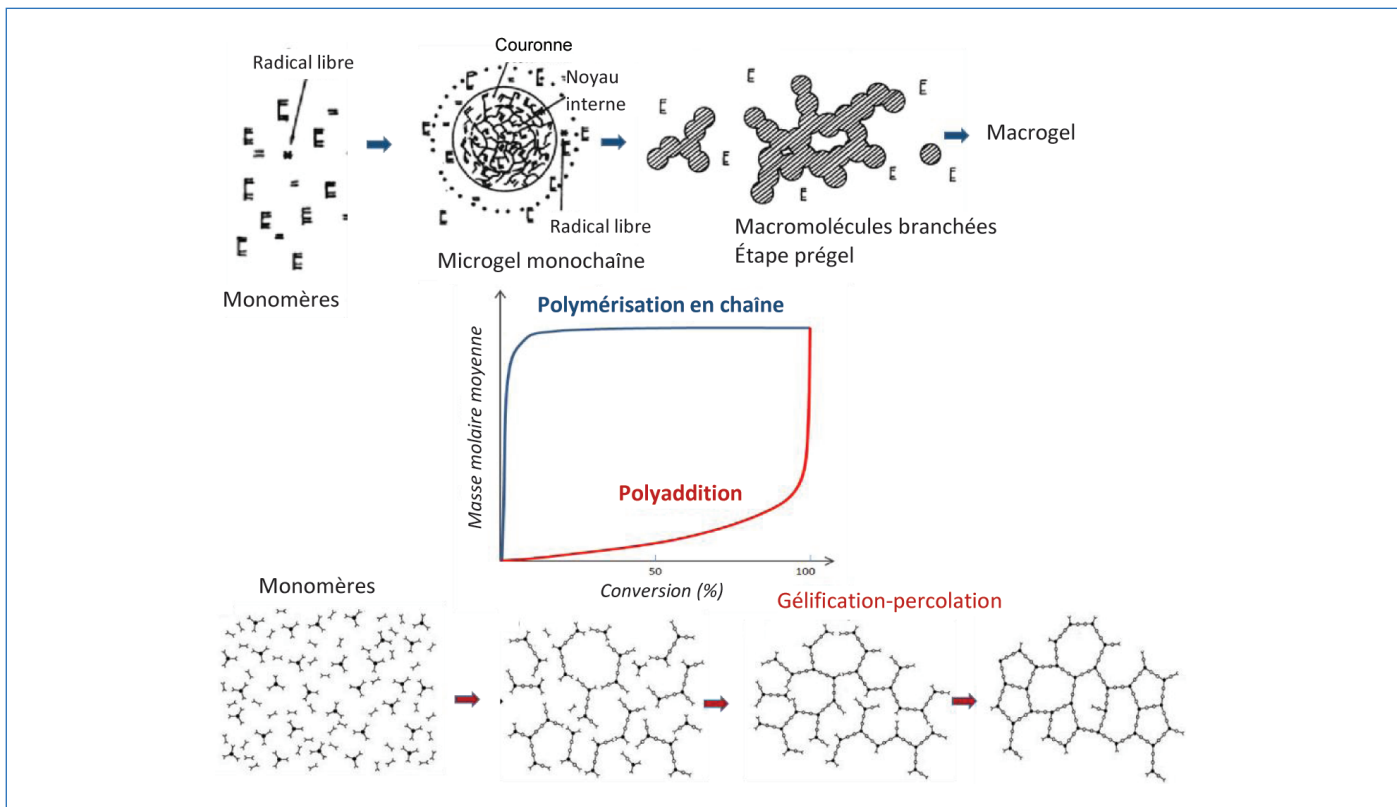 Couronne
Radical libre
Noyau
interne
Macrogel
Radical libre
Macromolécules branchées
Étape prégel
Microgel monochaîne
Monomères
Polymérisation en chaîne
Masse molaire moyenne
Polyaddition
50
100
Conversion (%)
Monomères
Gélification-percolation